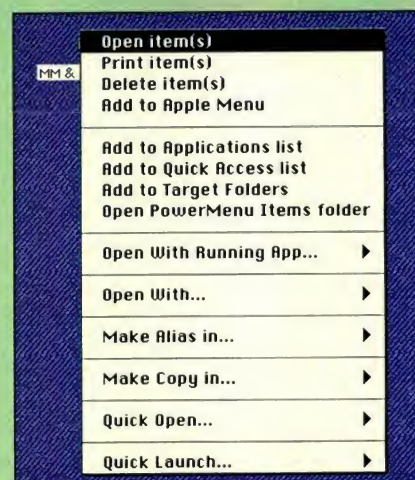 Open item(s)
MM &
Print item(s)
Delete item(s)
Add to Apple Menu
Add to Applications list
Add to Quick Access list
Add to Target Folders
Open PowerMenu Items folder
Open With Running App...
Open With...
Make Alias in...
Make Copy in...
Quick Open...
Quick Launch...